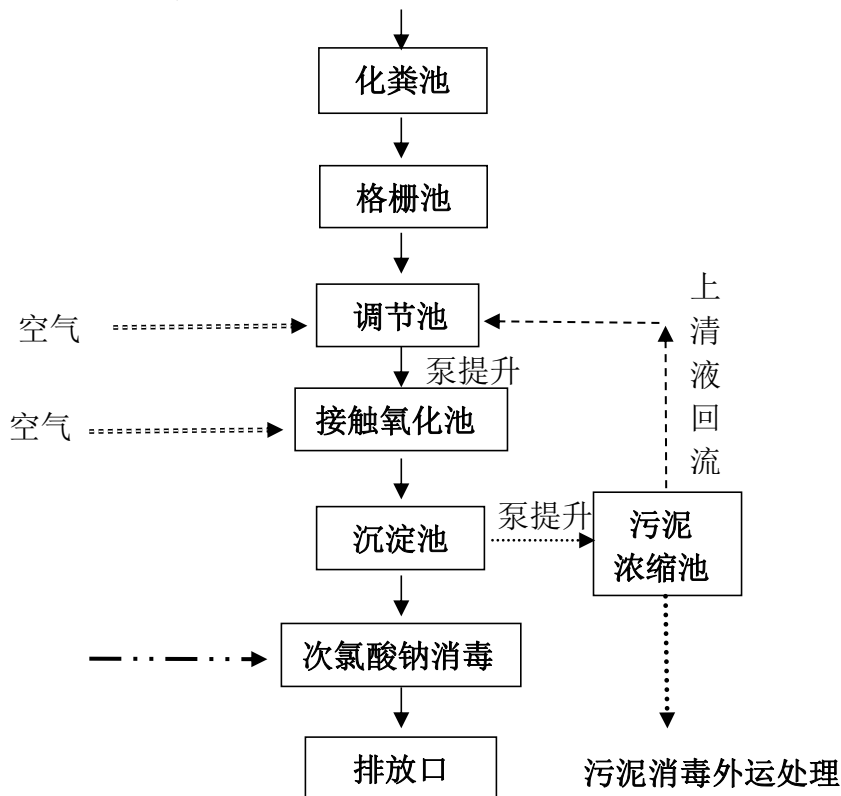 化粪池
格栅池
调节池
空气
上清液回流
泵提升
接触氧化池
空气
沉淀池
泵提升
污泥
浓缩池
次氯酸钠消毒
排放口
污泥消毒外运处理